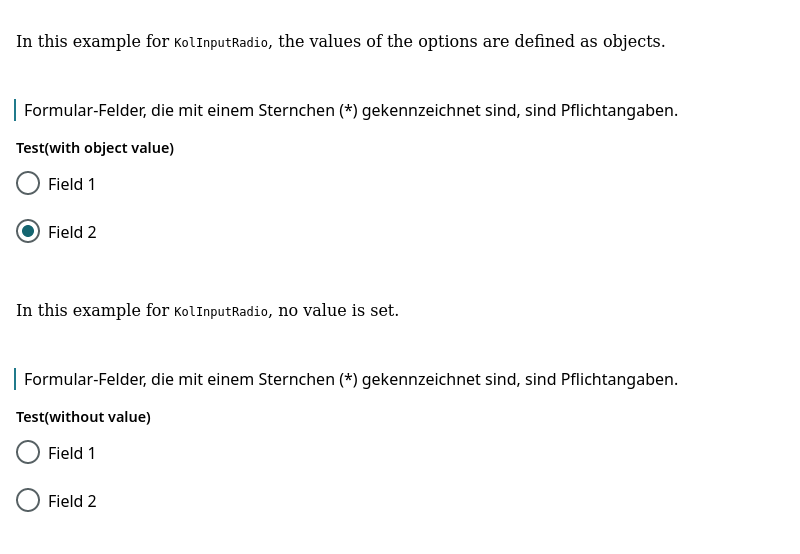 In this example for KolInputRadio, the values of the options are defined as objects.
Formular-Felder, die mit einem Sternchen (*) gekennzeichnet sind, sind Pflichtangaben.
Test(with object value)
Field 1
Field 2
In this example for KolInputRadio, no value is set.
Formular-Felder, die mit einem Sternchen (*) gekennzeichnet sind, sind Pflichtangaben.
Test(without value)
Field 1
Field 2